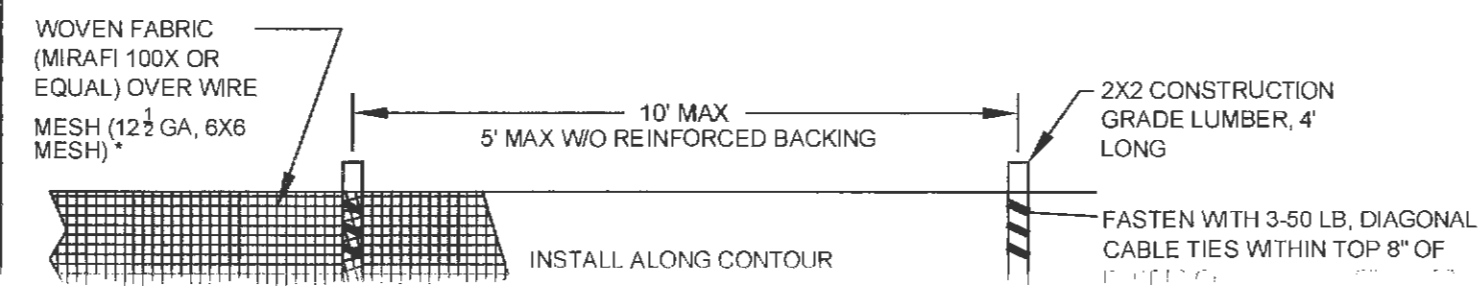 WOVEN FABRIC
(MIRAFI 100X OR
EQUAL) OVER WIRE
MESH (12 1/2 GA, 6X6
MESH) *
10' MAX
5' MAX W/O REINFORCED BACKING
2X2 CONSTRUCTION
GRADE LUMBER, 4'
LONG
FASTEN WITH 3-50 LB, DIAGONAL
CABLE TIES WITHIN TOP 8" OF
INSTALL ALONG CONTOUR